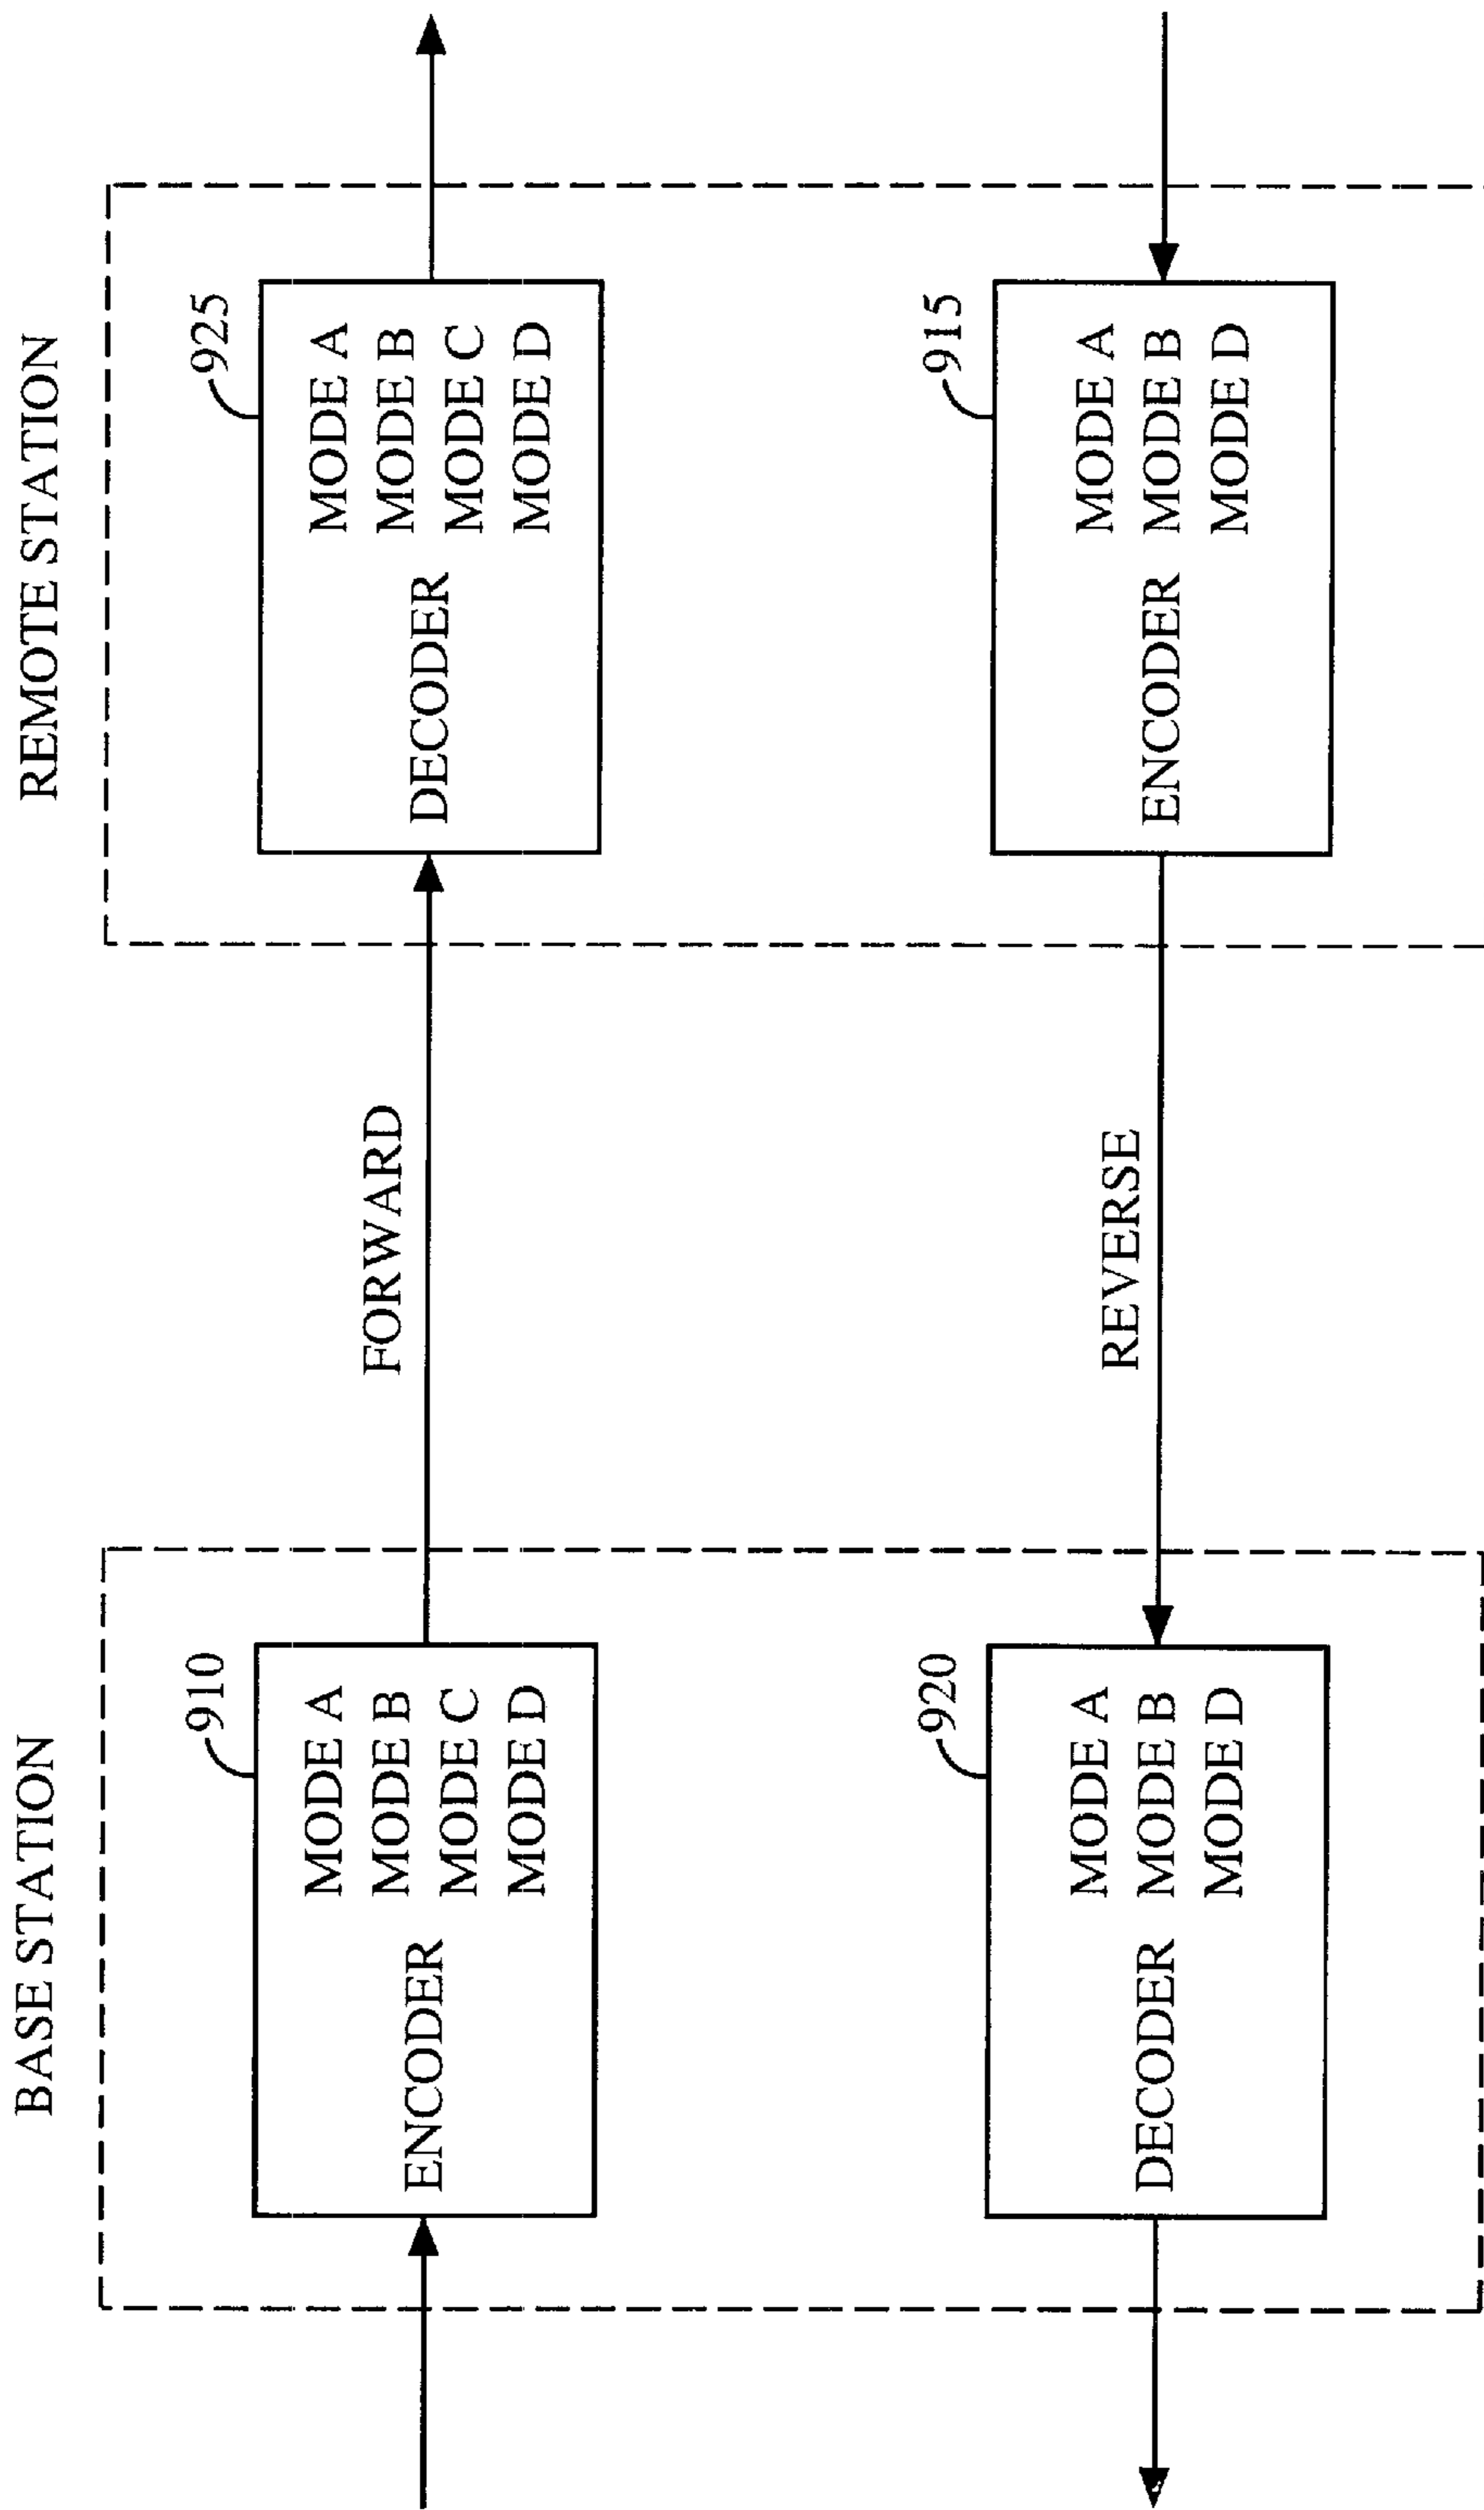 BASE STATION
910
ENCODER
MODE A
MODE B
MODE C
MODE D
920
DECODER
MODE A
MODE B
MODE D
FORWARD
REVERSE
REMOTE STATION
925
DECODER
MODE A
MODE B
MODE C
MODE D
915
ENCODER
MODE A
MODE B
MODE D